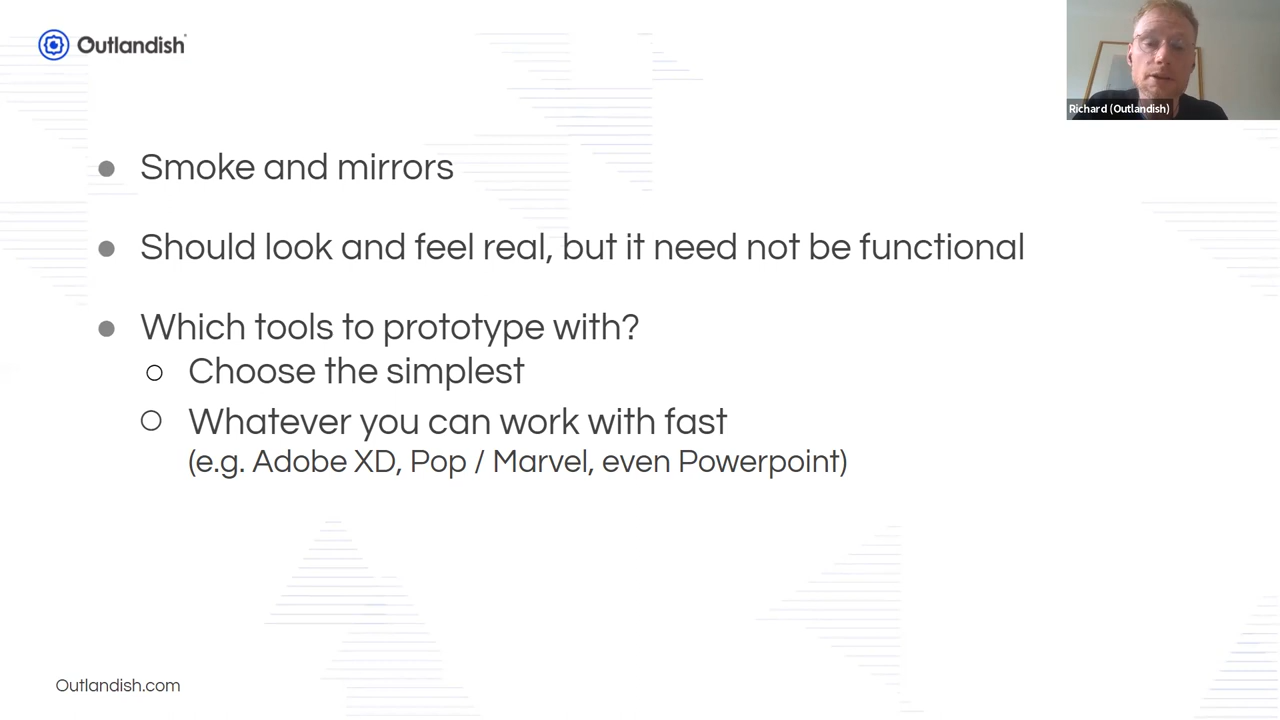 Outlandish
Richard (Outlandish)
● Smoke and mirrors
● Should look and feel real, but it need not be functional
● Which tools to prototype with?
○ Choose the simplest
○ Whatever you can work with fast
(e.g. Adobe XD, Pop / Marvel, even Powerpoint)
Outlandish.com